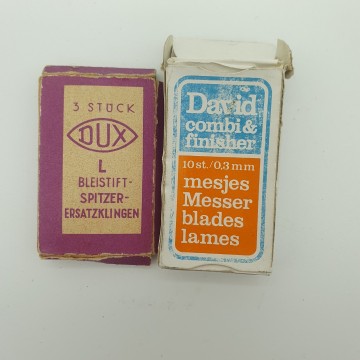 3 STÜCK
DUX
L
BLEISTIFT-
SPITZER-
ERSATZKLINGEN
David
combi &
finisher
10 st./0,3 mm
mesjes
Messer
blades
lames